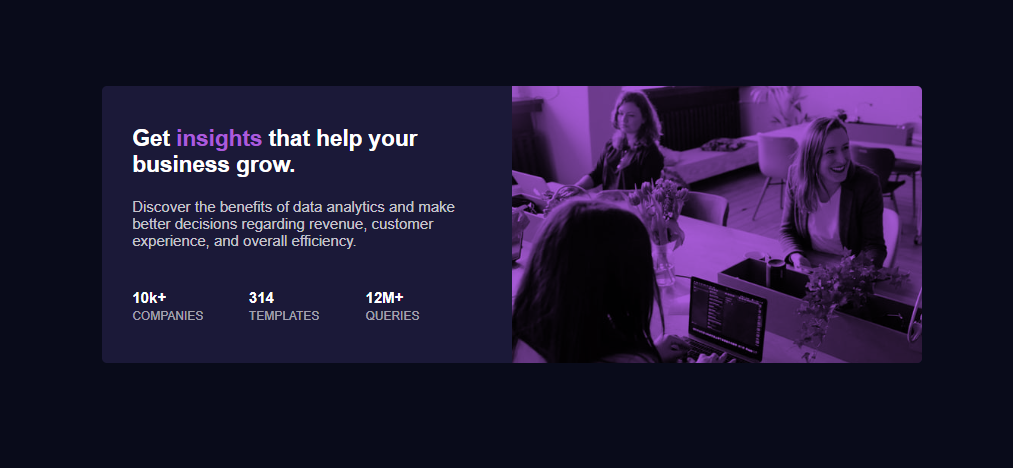 Get insights that help your
business grow.
Discover the benefits of data analytics and make
better decisions regarding revenue, customer
experience, and overall efficiency.
10k+ 314 12M+
COMPANIES TEMPLATES QUERIES